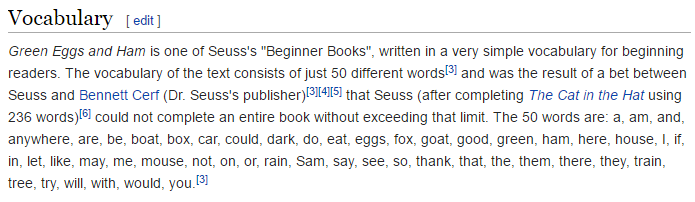 Vocabulary [ edit ]
Green Eggs and Ham is one of Seuss's "Beginner Books", written in a very simple vocabulary for beginning
readers. The vocabulary of the text consists of just 50 different words[3] and was the result of a bet between
Seuss and Bennett Cerf (Dr. Seuss's publisher)[3][4][5] that Seuss (after completing The Cat in the Hat using
236 words)[6] could not complete an entire book without exceeding that limit. The 50 words are: a, am, and,
anywhere, are, be, boat, box, car, could, dark, do, eat, eggs, fox, goat, good, green, ham, here, house, I, if,
in, let, like, may, me, mouse, not, on, or, rain, Sam, say, see, so, thank, that, the, them, there, they, train,
tree, try, will, with, would, you.[3]